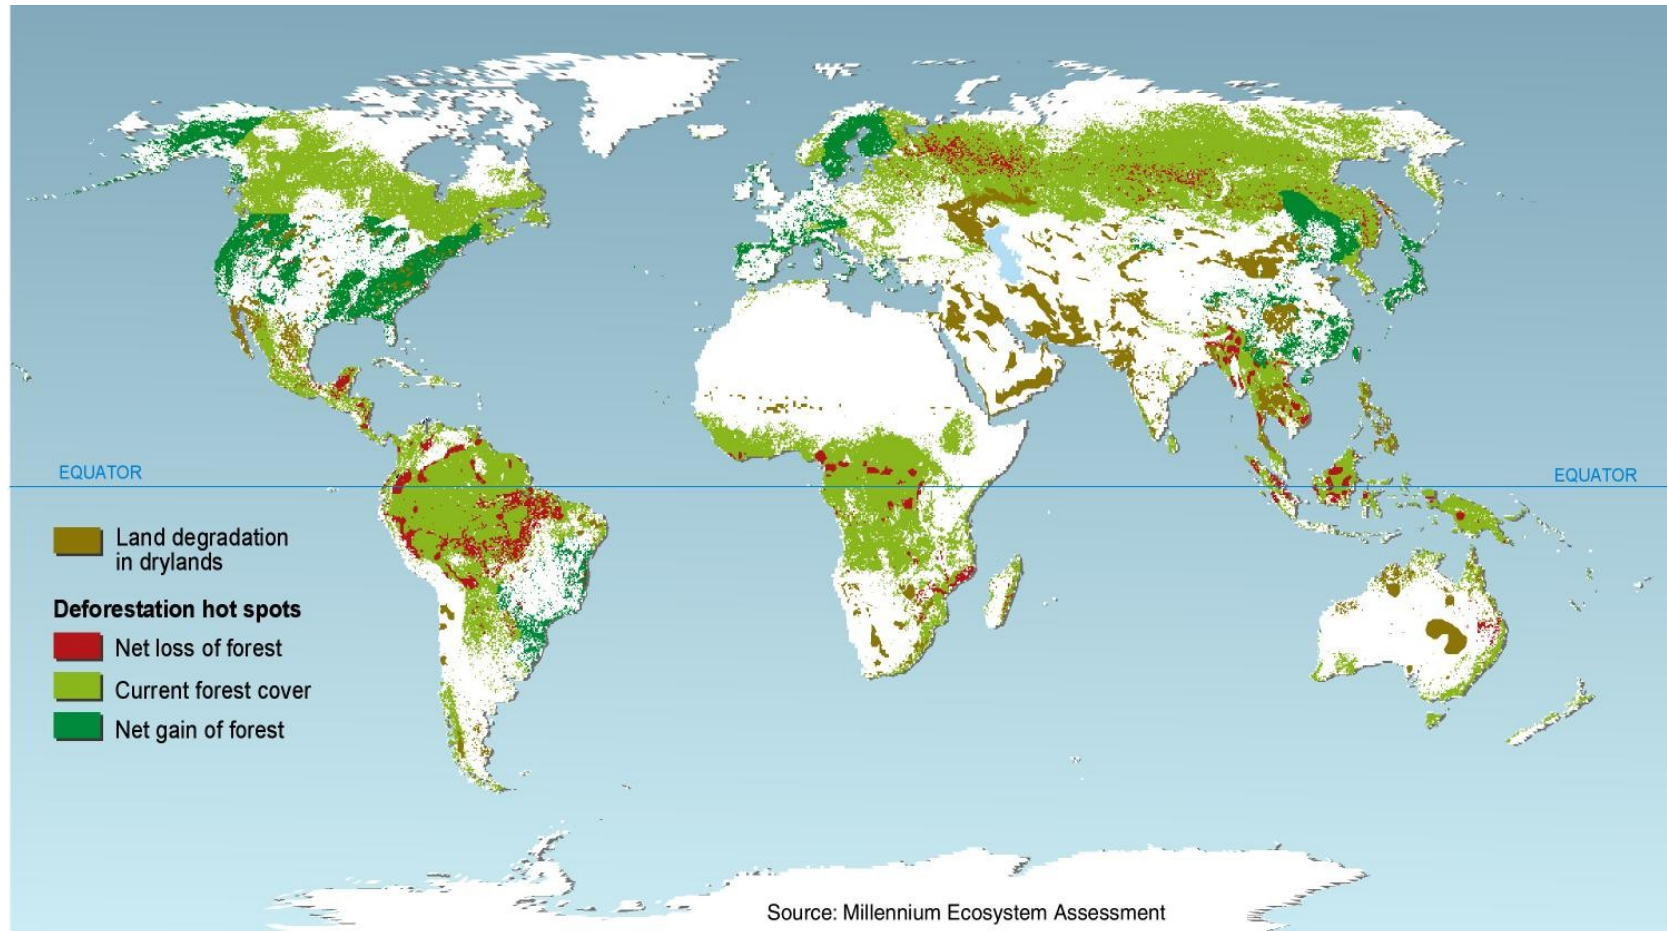 EQUATOR
EQUATOR
Land degradation
in drylands
Deforestation hot spots
Net loss of forest
Current forest cover
Net gain of forest
Source: Millennium Ecosystem Assessment